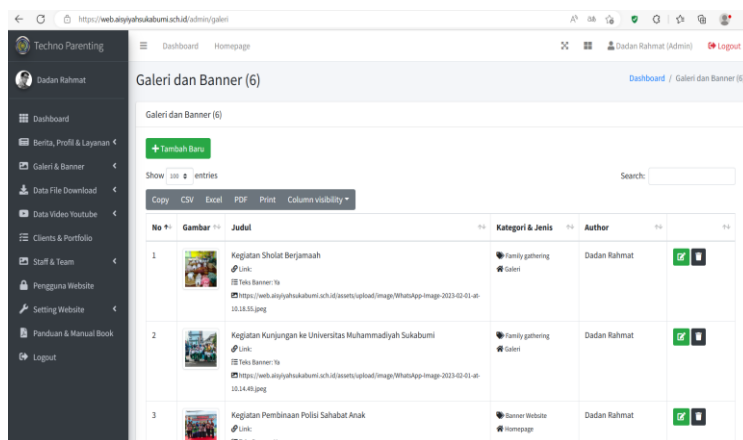 https://web.aisyiyahsukabumi.sch.id/admin/galeri
Techno Parenting
Dashboard Homepage
Dadan Rahmat (Admin) Logout
Dadan Rahmat
Galeri dan Banner (6)
Dashboard / Galeri dan Banner (6
Dashboard
Berita, Profil & Layanan
Galeri & Banner
Data File Download
Data Video Youtube
Clients & Portfolio
Staff & Team
Pengguna Website
Setting Website
Panduan & Manual Book
Logout
Galeri dan Banner (6)
Tambah Baru
Show 100 entries
Search:
Copy CSV Excel PDF Print Column visibility
No Gambar Judul Kategori & Jenis Author
1 Kegiatan Sholat Berjamaah Family gathering Dadan Rahmat
Link: Galeri
Teks Banner: Ya
https://web.aisyiyahsukabumi.sch.id/assets/upload/image/WhatsApp-Image-2023-02-01-at-
10.18.55.jpeg
2 Kegiatan Kunjungan ke Universitas Muhammadiyah Sukabumi Family gathering Dadan Rahmat
Link: Galeri
Teks Banner: Ya
https://web.aisyiyahsukabumi.sch.id/assets/upload/image/WhatsApp-Image-2023-02-01-at-
10.14.49.jpeg
3 Kegiatan Pembinaan Polisi Sahabat Anak Banner Website Dadan Rahmat
Link: Homepage